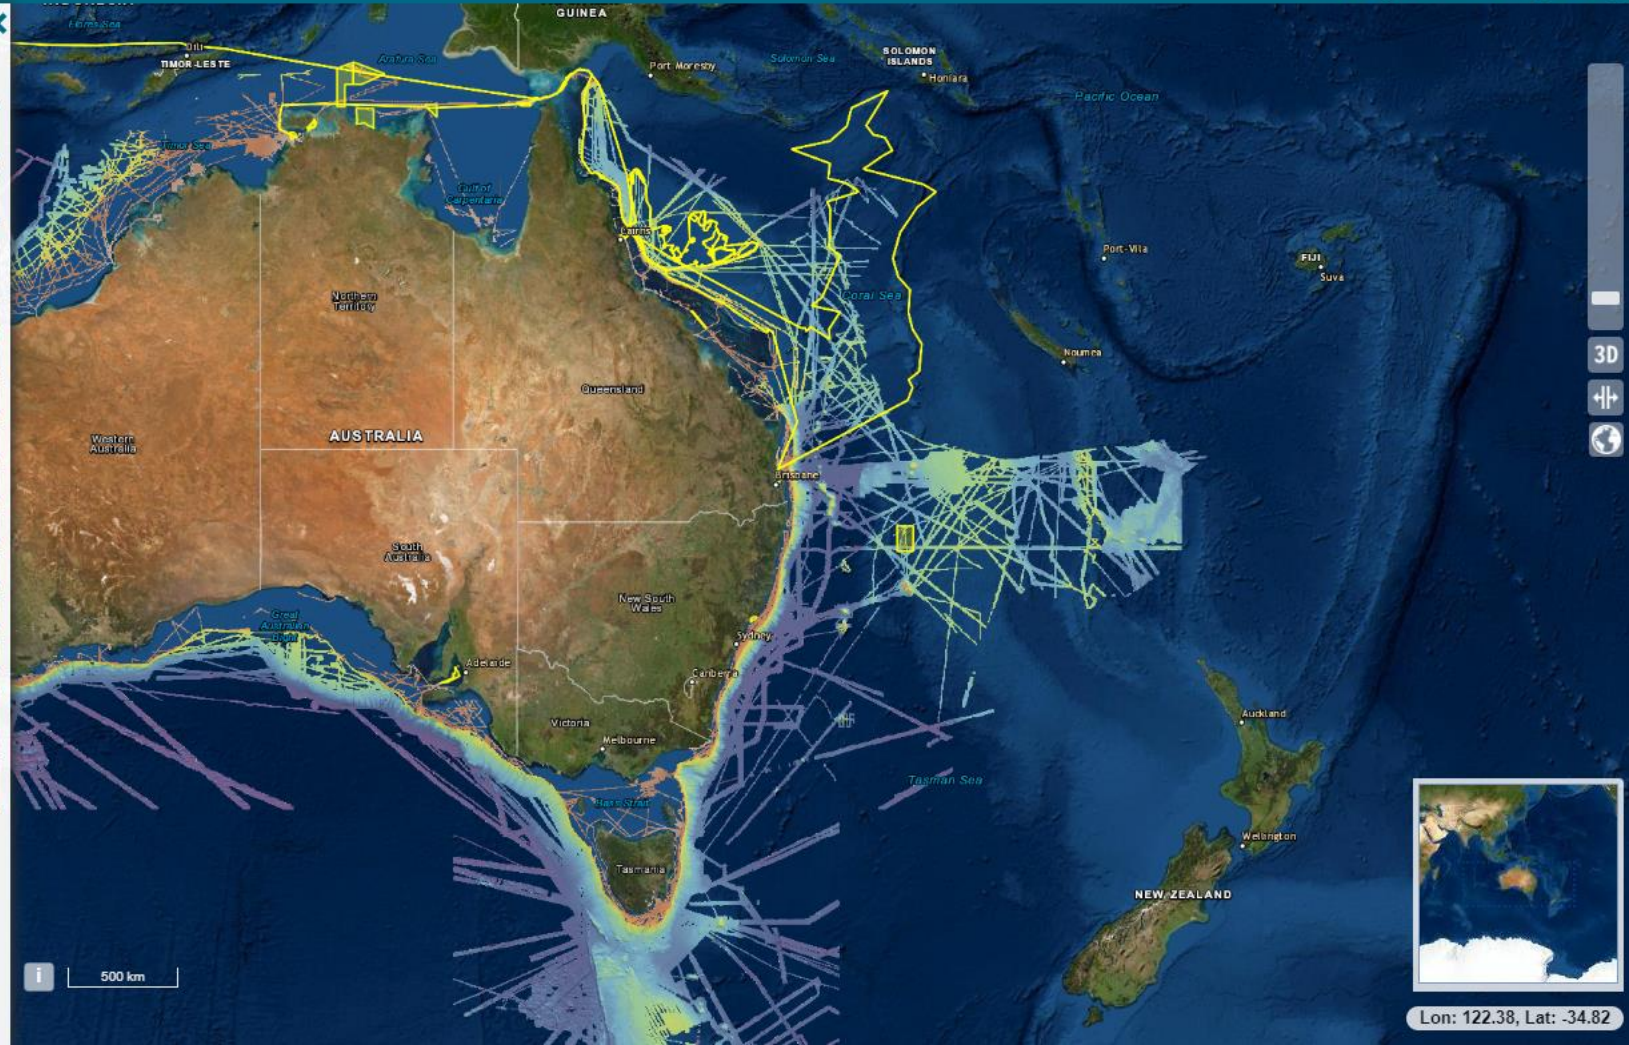 GUINEA
Flores Sea
Dili
TIMOR-LESTE
Arafura Sea
Port Moresby
Solomon Sea
SOLOMON
ISLANDS
Honiara
Pacific Ocean
Timor Sea
Gulf of
Carpentaria
Cairns
Coral Sea
Port-Vila
FIJI
Suva
Northern
Territory
Noumea
3D
Queensland
Western
Australia
AUSTRALIA
Brisbane
South
Australia
New South
Wales
Great
Australian
Bight
Sydney
Adelaide
Canberra
Victoria
Melbourne
Auckland
Tasman Sea
Bass Strait
Wellington
Tasmania
NEW ZEALAND
i
500 km
Lon: 122.38, Lat: -34.82